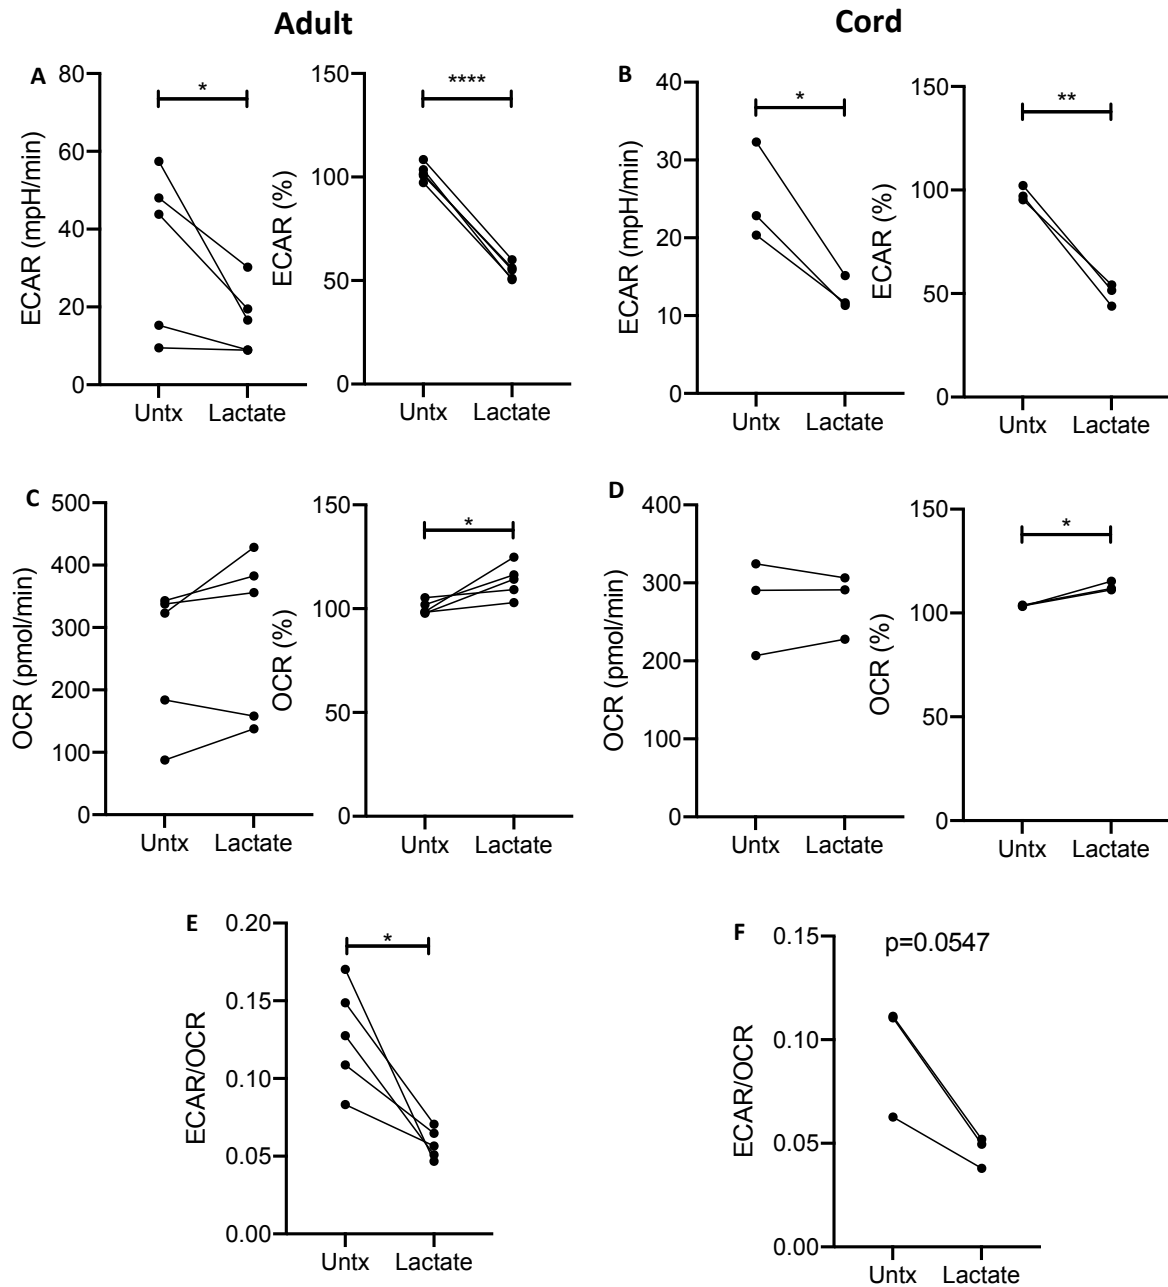 Adult
Cord
A
ECAR (mpH/min)
80
60
40
20
0
*
Untx
Lactate
ECAR (%)
150
100
50
0
****
Untx
Lactate
B
ECAR (mpH/min)
40
30
20
10
0
*
Untx
Lactate
ECAR (%)
150
100
50
0
**
Untx
Lactate
C
OCR (pmol/min)
500
400
300
200
100
0
Untx
Lactate
OCR (%)
150
100
50
0
*
Untx
Lactate
D
OCR (pmol/min)
400
300
200
100
0
Untx
Lactate
OCR (%)
150
100
50
0
*
Untx
Lactate
E
ECAR/OCR
0.20
0.15
0.10
0.05
0.00
*
Untx
Lactate
F
ECAR/OCR
0.15
0.10
0.05
0.00
p=0.0547
Untx
Lactate